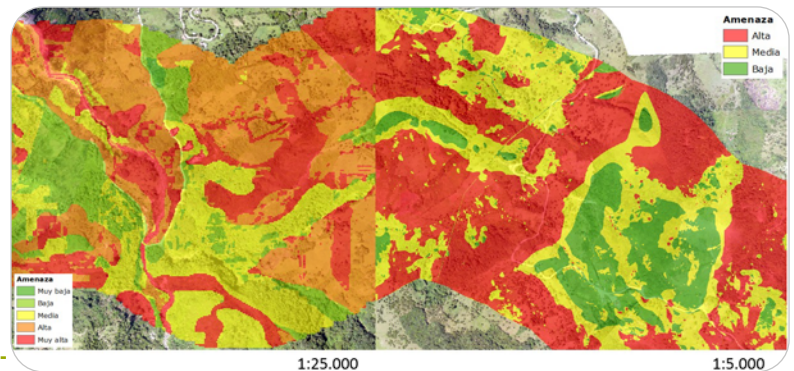 Amenaza
Alta
Media
Baja
Amenaza
Muy baja
Baja
Media
Alta
Muy alta
1:25.000
1:5.000